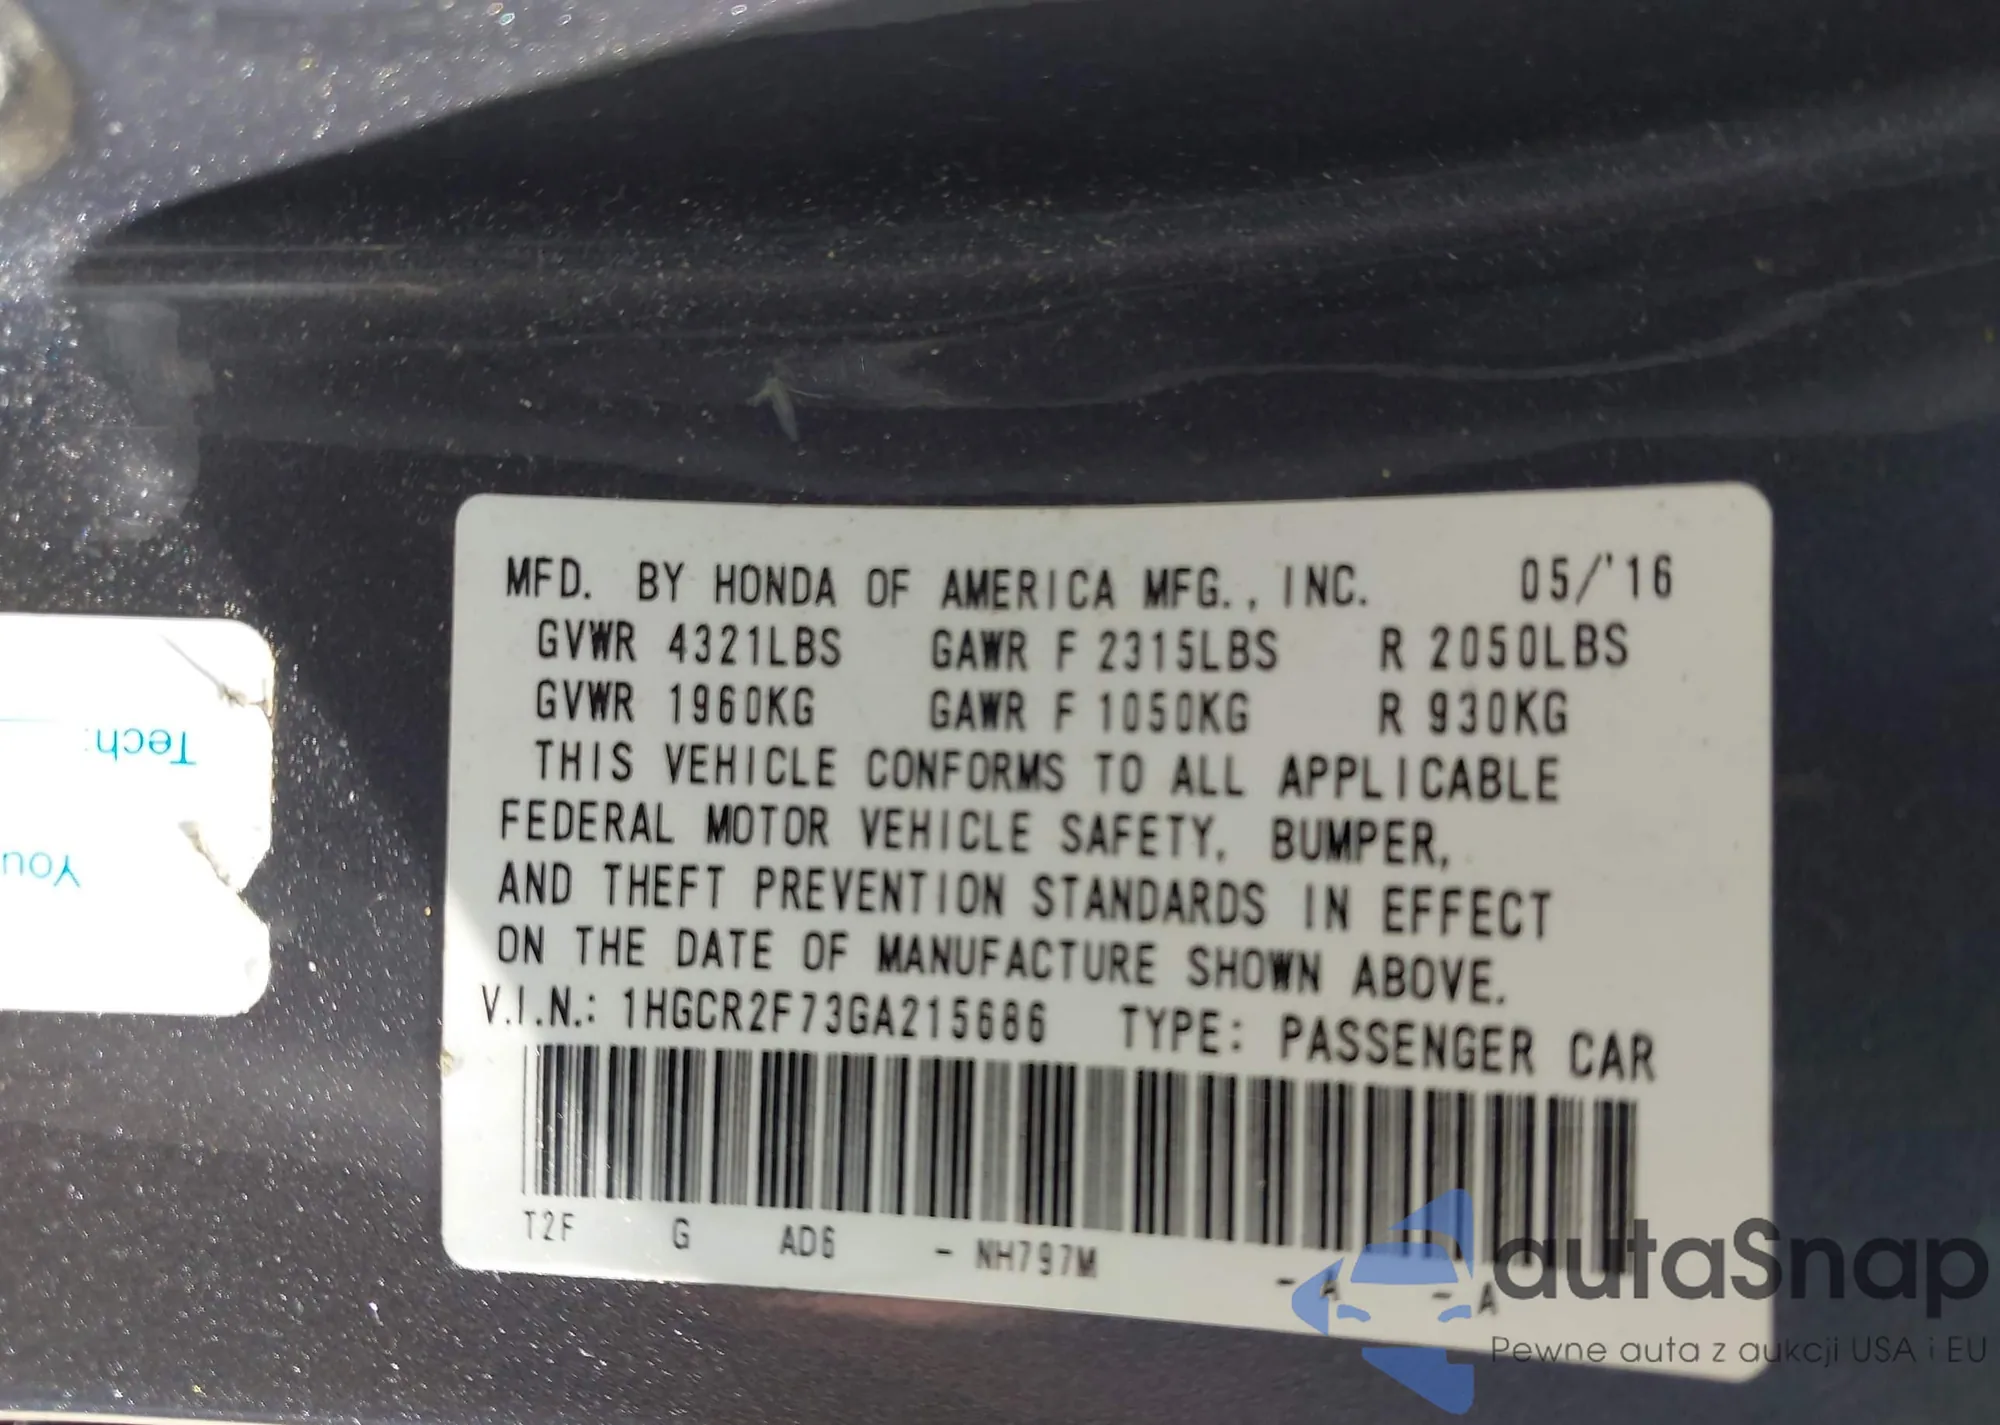 MFD. BY HONDA OF AMERICA MFG., INC. 05/'16
GVWR 4321LBS GAWR F 2315LBS R 2050LBS
GVWR 1960KG GAWR F 1050KG R 930KG
THIS VEHICLE CONFORMS TO ALL APPLICABLE
FEDERAL MOTOR VEHICLE SAFETY, BUMPER,
AND THEFT PREVENTION STANDARDS IN EFFECT
ON THE DATE OF MANUFACTURE SHOWN ABOVE.
V.I.N.: 1HGCR2F73GA215686 TYPE: PASSENGER CAR
T2F G AD6 - NH797M - A - A
Tech:
You
autaSnap
Pewne auta z aukcji USA i EU